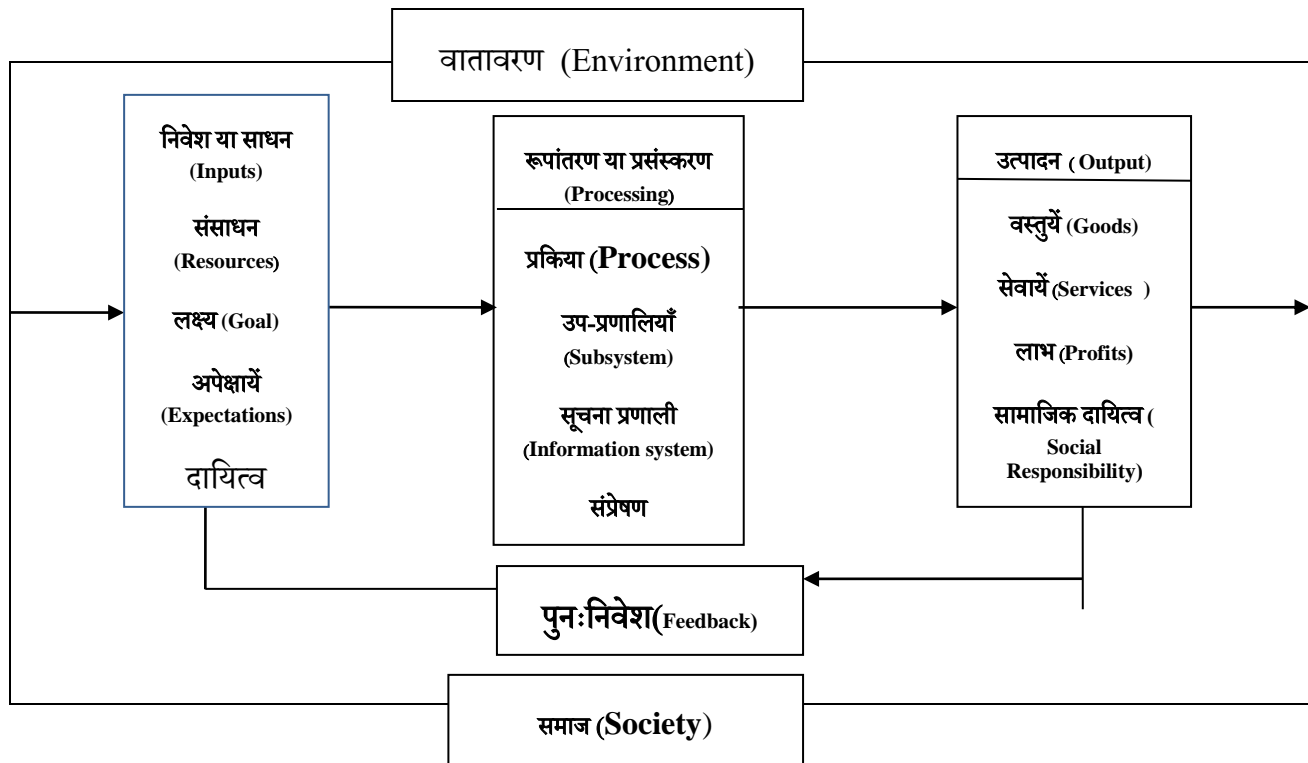 वातावरण (Environment)
निवेश या साधन
(Inputs)
संसाधन
(Resources)
लक्ष्य (Goal)
अपेक्षायें
(Expectations)
दायित्व
रूपांतरण या प्रसंस्करण
(Processing)
प्रकिया (Process)
उप-प्रणालियाँ
(Subsystem)
सूचना प्रणाली
(Information system)
संप्रेषण
उत्पादन ( Output)
वस्तुयें (Goods)
सेवायें (Services )
लाभ (Profits)
सामाजिक दायित्व (
Social
Responsibility)
पुनःनिवेश(Feedback)
समाज (Society)